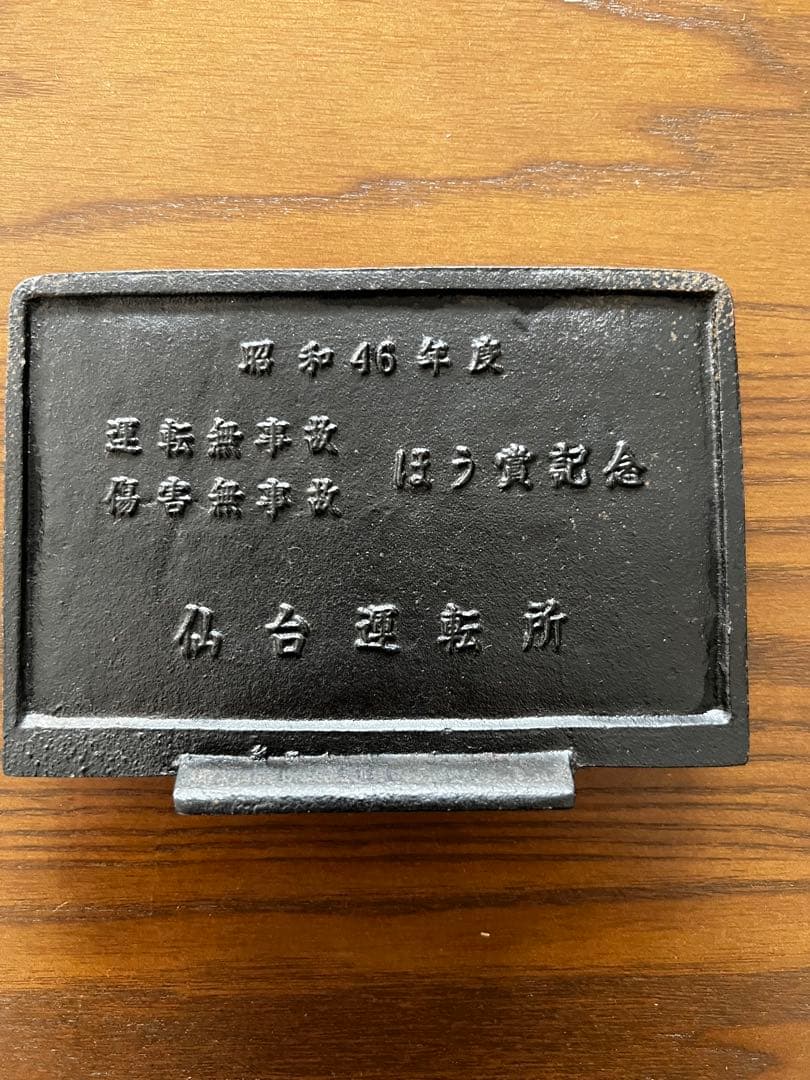 昭和46年度
運転無事故
傷害無事故
ほう賞記念
仙台運転所